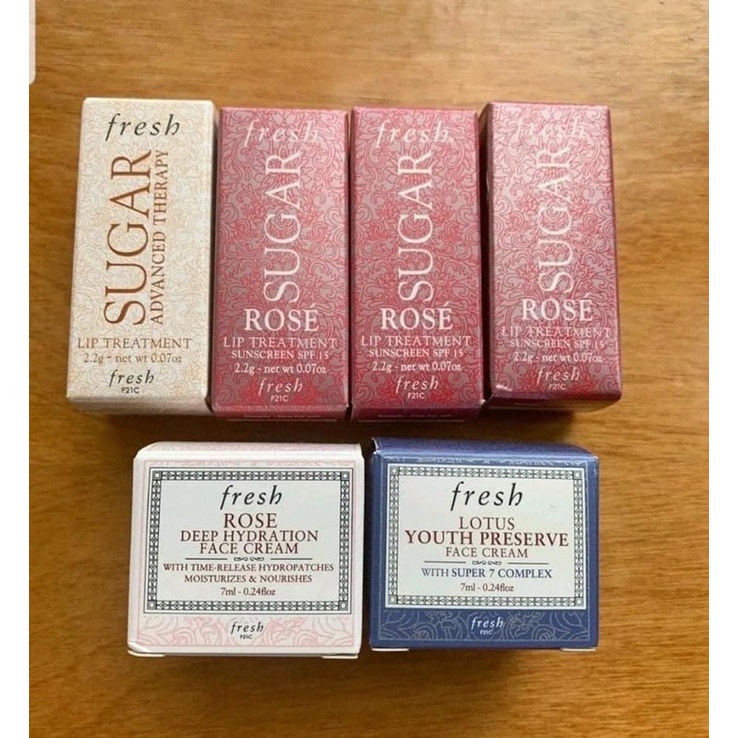 fresh
SUGAR
ADVANCED THERAPY
LIP TREATMENT
2.2g - net wt 0.07oz
fresh
F21C
fresh
SUGAR
ROSÉ
LIP TREATMENT
SUNSCREEN SPF 15
2.2g - net wt 0.07oz
fresh
F21C
fresh
SUGAR
ROSÉ
LIP TREATMENT
SUNSCREEN SPF 15
2.2g - net wt 0.07oz
fresh
F21C
fresh
SUGAR
ROSÉ
LIP TREATMENT
SUNSCREEN SPF 15
2.2g - net wt 0.07oz
fresh
F21C
fresh
ROSE
DEEP HYDRATION
FACE CREAM
WITH TIME-RELEASE HYDROPATCHES
MOISTURIZES & NOURISHES
7ml - 0.24floz
fresh
F21C
fresh
LOTUS
YOUTH PRESERVE
FACE CREAM
WITH SUPER 7 COMPLEX
7ml - 0.24floz
fresh
F21C